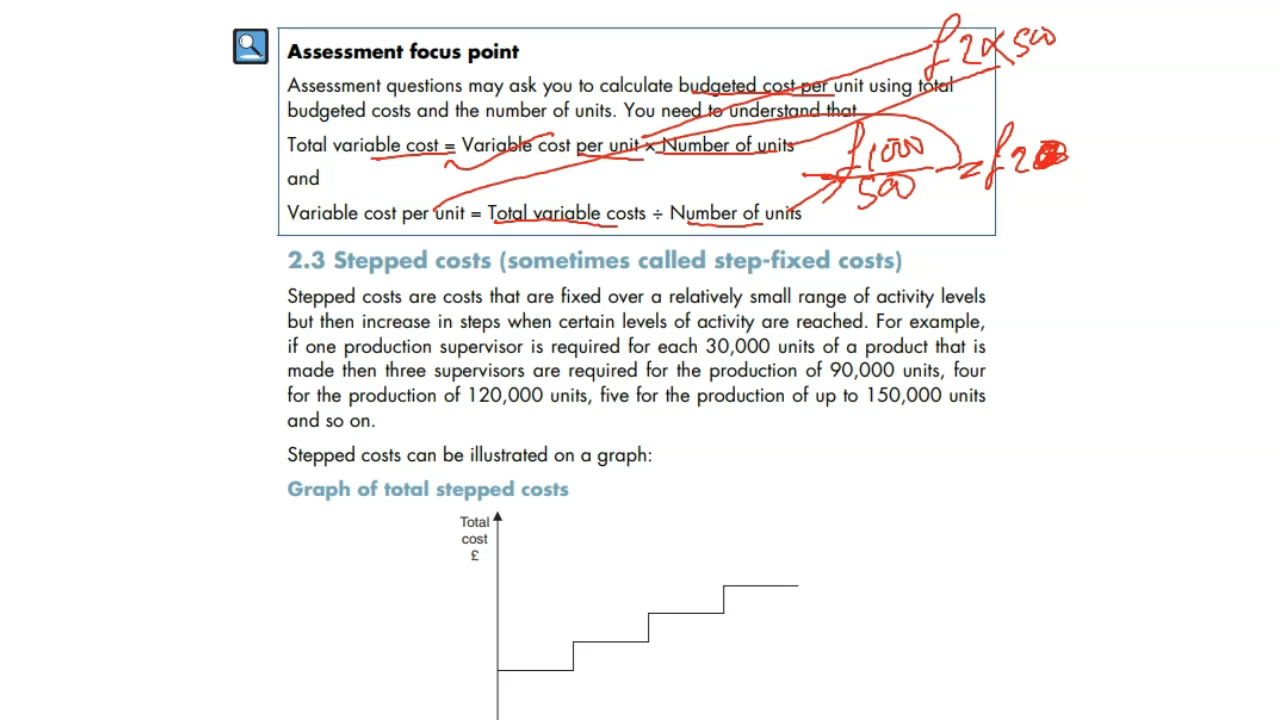 Assessment focus point
£2×500
Assessment questions may ask you to calculate budgeted cost per unit using total
budgeted costs and the number of units. You need to understand that
Total variable cost = Variable cost per unit × Number of units
and
£1000
500
= £2
Variable cost per unit = Total variable costs ÷ Number of units
2.3 Stepped costs (sometimes called step-fixed costs)
Stepped costs are costs that are fixed over a relatively small range of activity levels
but then increase in steps when certain levels of activity are reached. For example,
if one production supervisor is required for each 30,000 units of a product that is
made then three supervisors are required for the production of 90,000 units, four
for the production of 120,000 units, five for the production of up to 150,000 units
and so on.
Stepped costs can be illustrated on a graph:
Graph of total stepped costs
Total
cost
£